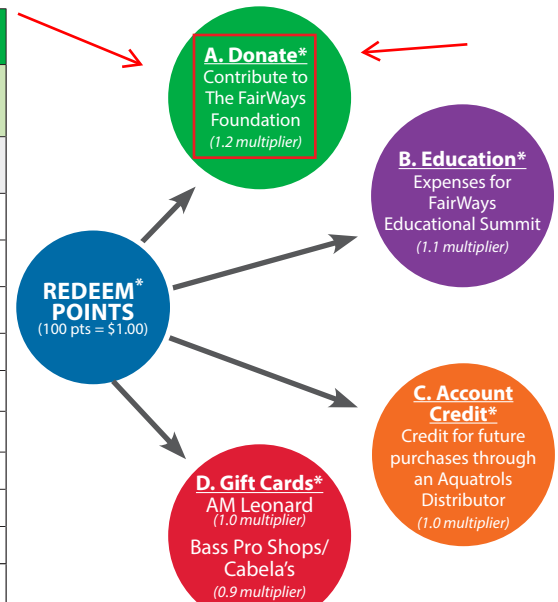 A. Donate*
Contribute to
The FairWays
Foundation
(1.2 multiplier)
B. Education*
Expenses for
FairWays
Educational Summit
(1.1 multiplier)
REDEEM*
POINTS
(100 pts = $1.00)
C. Account
Credit*
Credit for future
purchases through
an Aquatrols
Distributor
(1.0 multiplier)
D. Gift Cards*
AM Leonard
(1.0 multiplier)
Bass Pro Shops/
Cabela's
(0.9 multiplier)